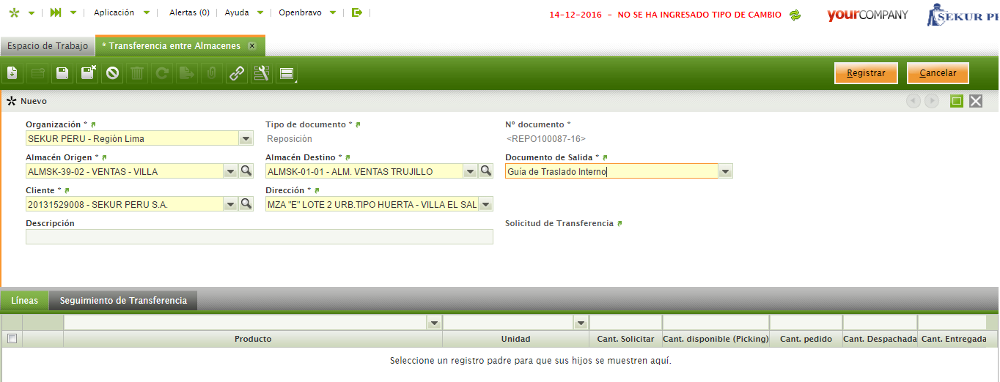 Aplicación Alertas (0) Ayuda Openbravo 14-12-2016 - NO SE HA INGRESADO TIPO DE CAMBIO yourCOMPANY SEKUR PE
Espacio de Trabajo * Transferencia entre Almacenes
Registrar Cancelar
Nuevo
Organización * Tipo de documento * Nº documento *
SEKUR PERU - Región Lima Reposición <REPO100087-16>
Almacén Origen * Almacén Destino * Documento de Salida *
ALMSK-39-02 - VENTAS - VILLA ALMSK-01-01 - ALM. VENTAS TRUJILLO Guía de Traslado Interno
Cliente * Dirección *
20131529008 - SEKUR PERU S.A. MZA "E" LOTE 2 URB.TIPO HUERTA - VILLA EL SAL
Descripción Solicitud de Transferencia
Líneas Seguimiento de Transferencia
Producto Unidad Cant. Solicitar Cant. disponible (Picking) Cant. pedido Cant. Despachada Cant. Entregada
Seleccione un registro padre para que sus hijos se muestren aquí.